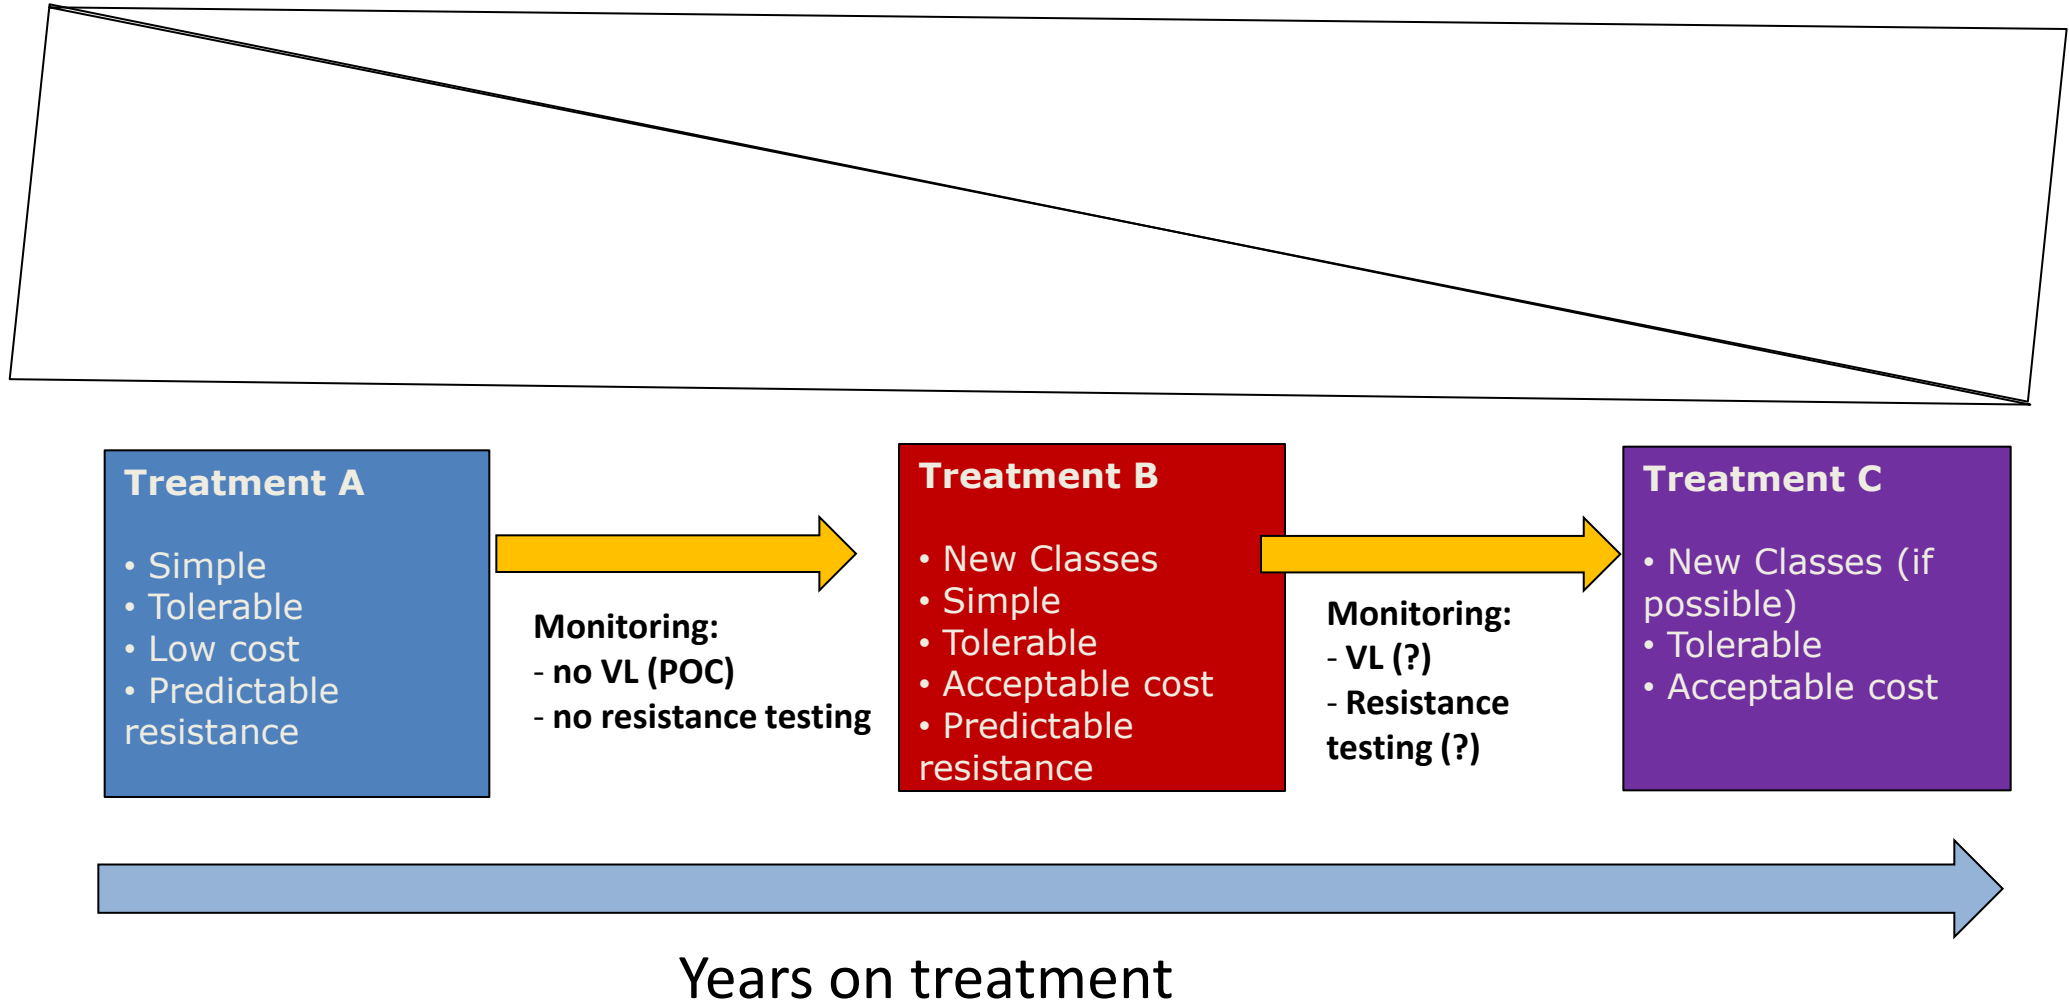 Treatment A
• Simple
• Tolerable
• Low cost
• Predictable
resistance
Monitoring:
- no VL (POC)
- no resistance testing
Treatment B
• New Classes
• Simple
• Tolerable
• Acceptable cost
• Predictable
resistance
Monitoring:
- VL (?)
- Resistance
testing (?)
Treatment C
• New Classes (if
possible)
• Tolerable
• Acceptable cost
Years on treatment